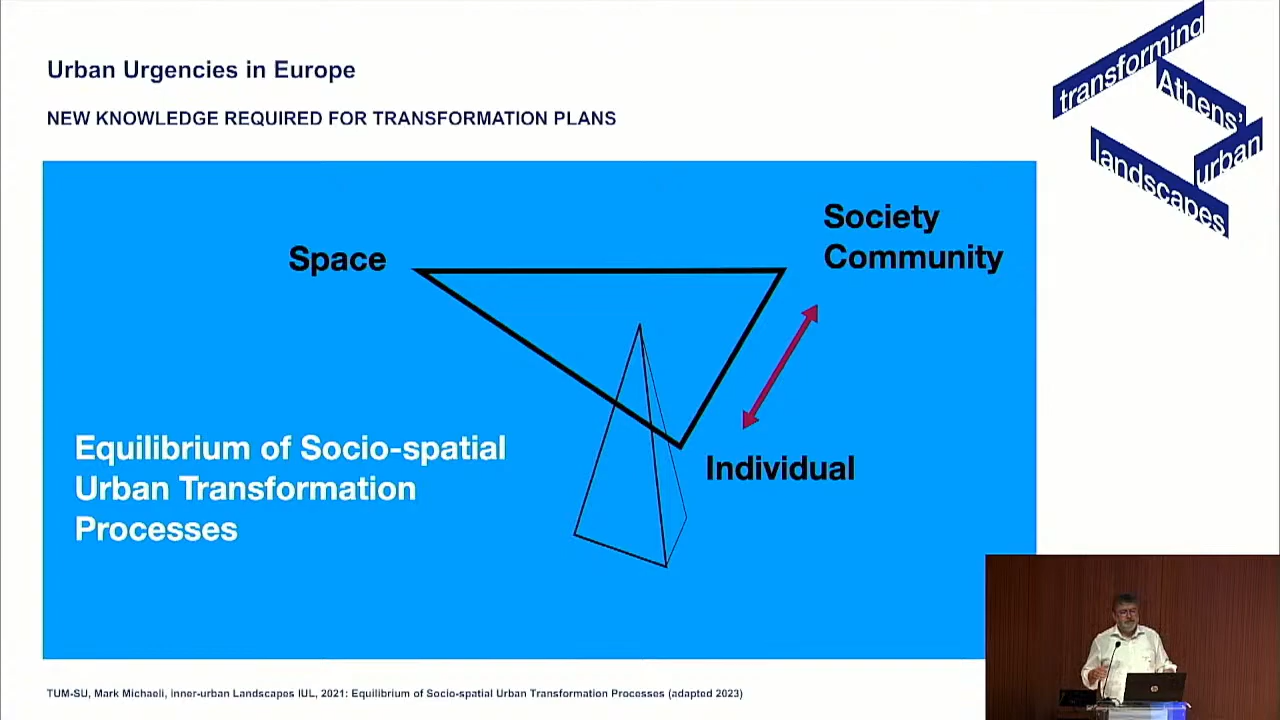 Urban Urgencies in Europe
NEW KNOWLEDGE REQUIRED FOR TRANSFORMATION PLANS
transforming
Athens'
urban
landscapes
Space
Society
Community
Individual
Equilibrium of Socio-spatial
Urban Transformation
Processes
TUM-SU, Mark Michaeli, inner-urban Landscapes IUL, 2021: Equilibrium of Socio-spatial Urban Transformation Processes (adapted 2023)